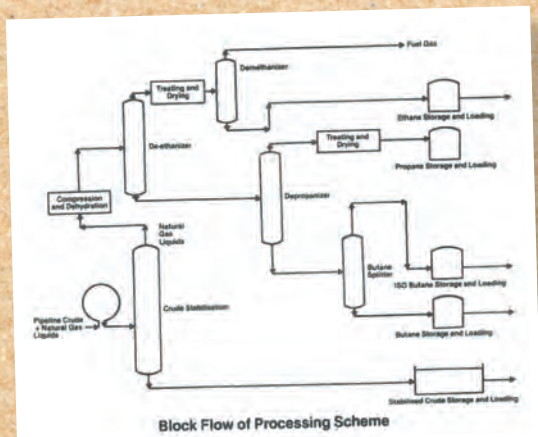 Fuel Gas
Demethanizer
Treating and
Drying
Ethane Storage and Loading
De-ethanizer
Treating and
Drying
Propane Storage and Loading
Compression
and Dehydration
Depropanizer
Natural
Gas
Liquids
Butane
Splitter
ISO Butane Storage and Loading
Crude Stabilisation
Pipeline Crude
+ Natural Gas
Liquids
Butane Storage and Loading
Stabilised Crude Storage and Loading
Block Flow of Processing Scheme